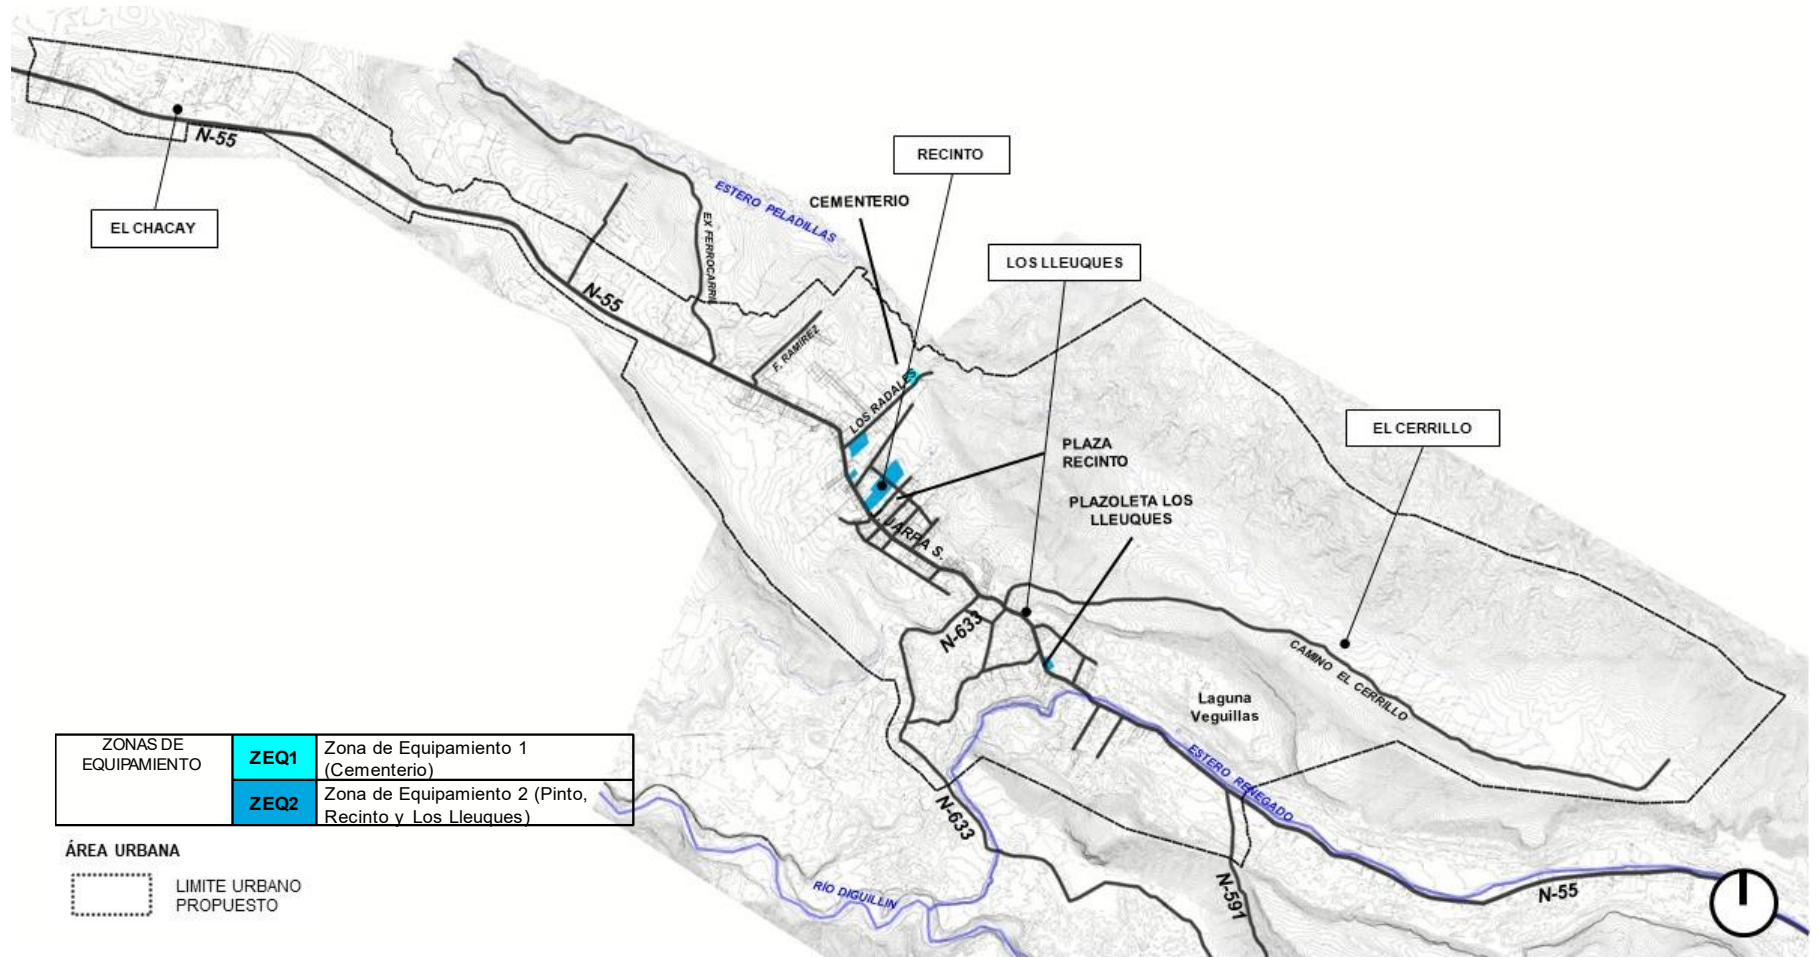 N-55
EL CHACAY
RECINTO
CEMENTERIO
ESTERO PELADILLAS
EX FERROCARRIL
LOS LLEUQUES
N-55
F. RAMÍREZ
LOS RADALES
EL CERRILLO
PLAZA
RECINTO
PLAZOLETA LOS
LLEUQUES
JARPA S.
N-633
CAMINO EL CERRILLO
Laguna
Veguillas
ESTERO RENEGADO
N-633
RÍO DIGUILLIN
N-591
N-55
ZONAS DE
EQUIPAMIENTO
ZEQ1
Zona de Equipamiento 1
(Cementerio)
ZEQ2
Zona de Equipamiento 2 (Pinto,
Recinto y Los Lleuques)
ÁREA URBANA
LIMITE URBANO
PROPUESTO